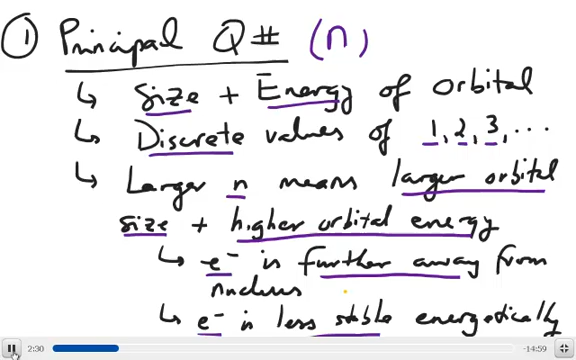 ① Principal Q# (n)
↳ size + Energy of orbital
↳ Discrete values of 1, 2, 3, ...
↳ Larger n means larger orbital
size + higher orbital energy
↳ e⁻ is further away from
nucleus
↳ e⁻ is less stable energetically
2:30 -14:59